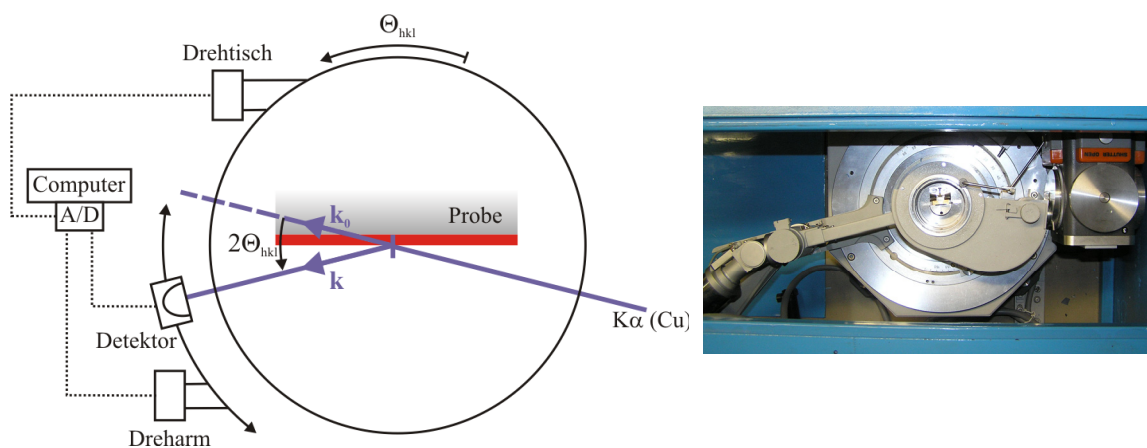 Θhkl
Drehtisch
Computer
A/D
k0
Probe
2Θhkl
k
Kα (Cu)
Detektor
Dreharm